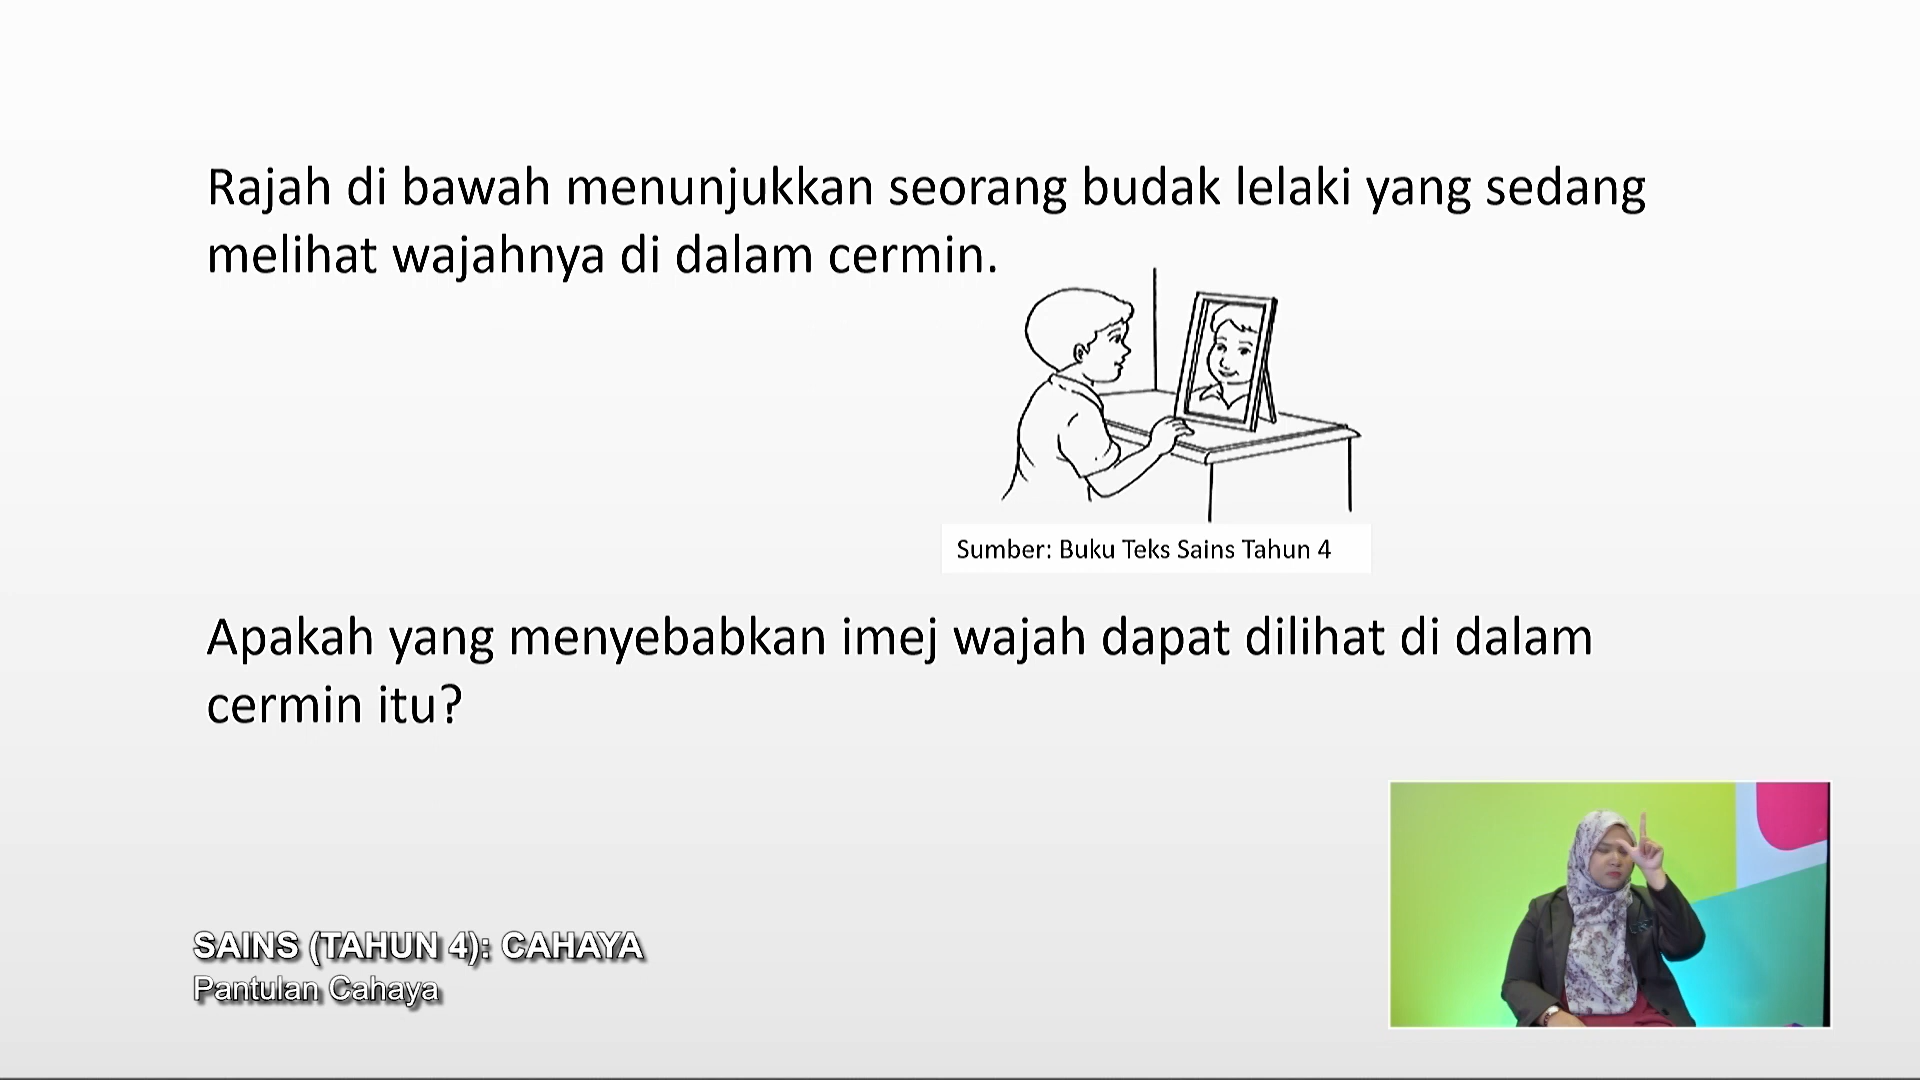 Rajah di bawah menunjukkan seorang budak lelaki yang sedang
melihat wajahnya di dalam cermin.
Sumber: Buku Teks Sains Tahun 4
Apakah yang menyebabkan imej wajah dapat dilihat di dalam
cermin itu?
SAINS (TAHUN 4): CAHAYA
Pantulan Cahaya